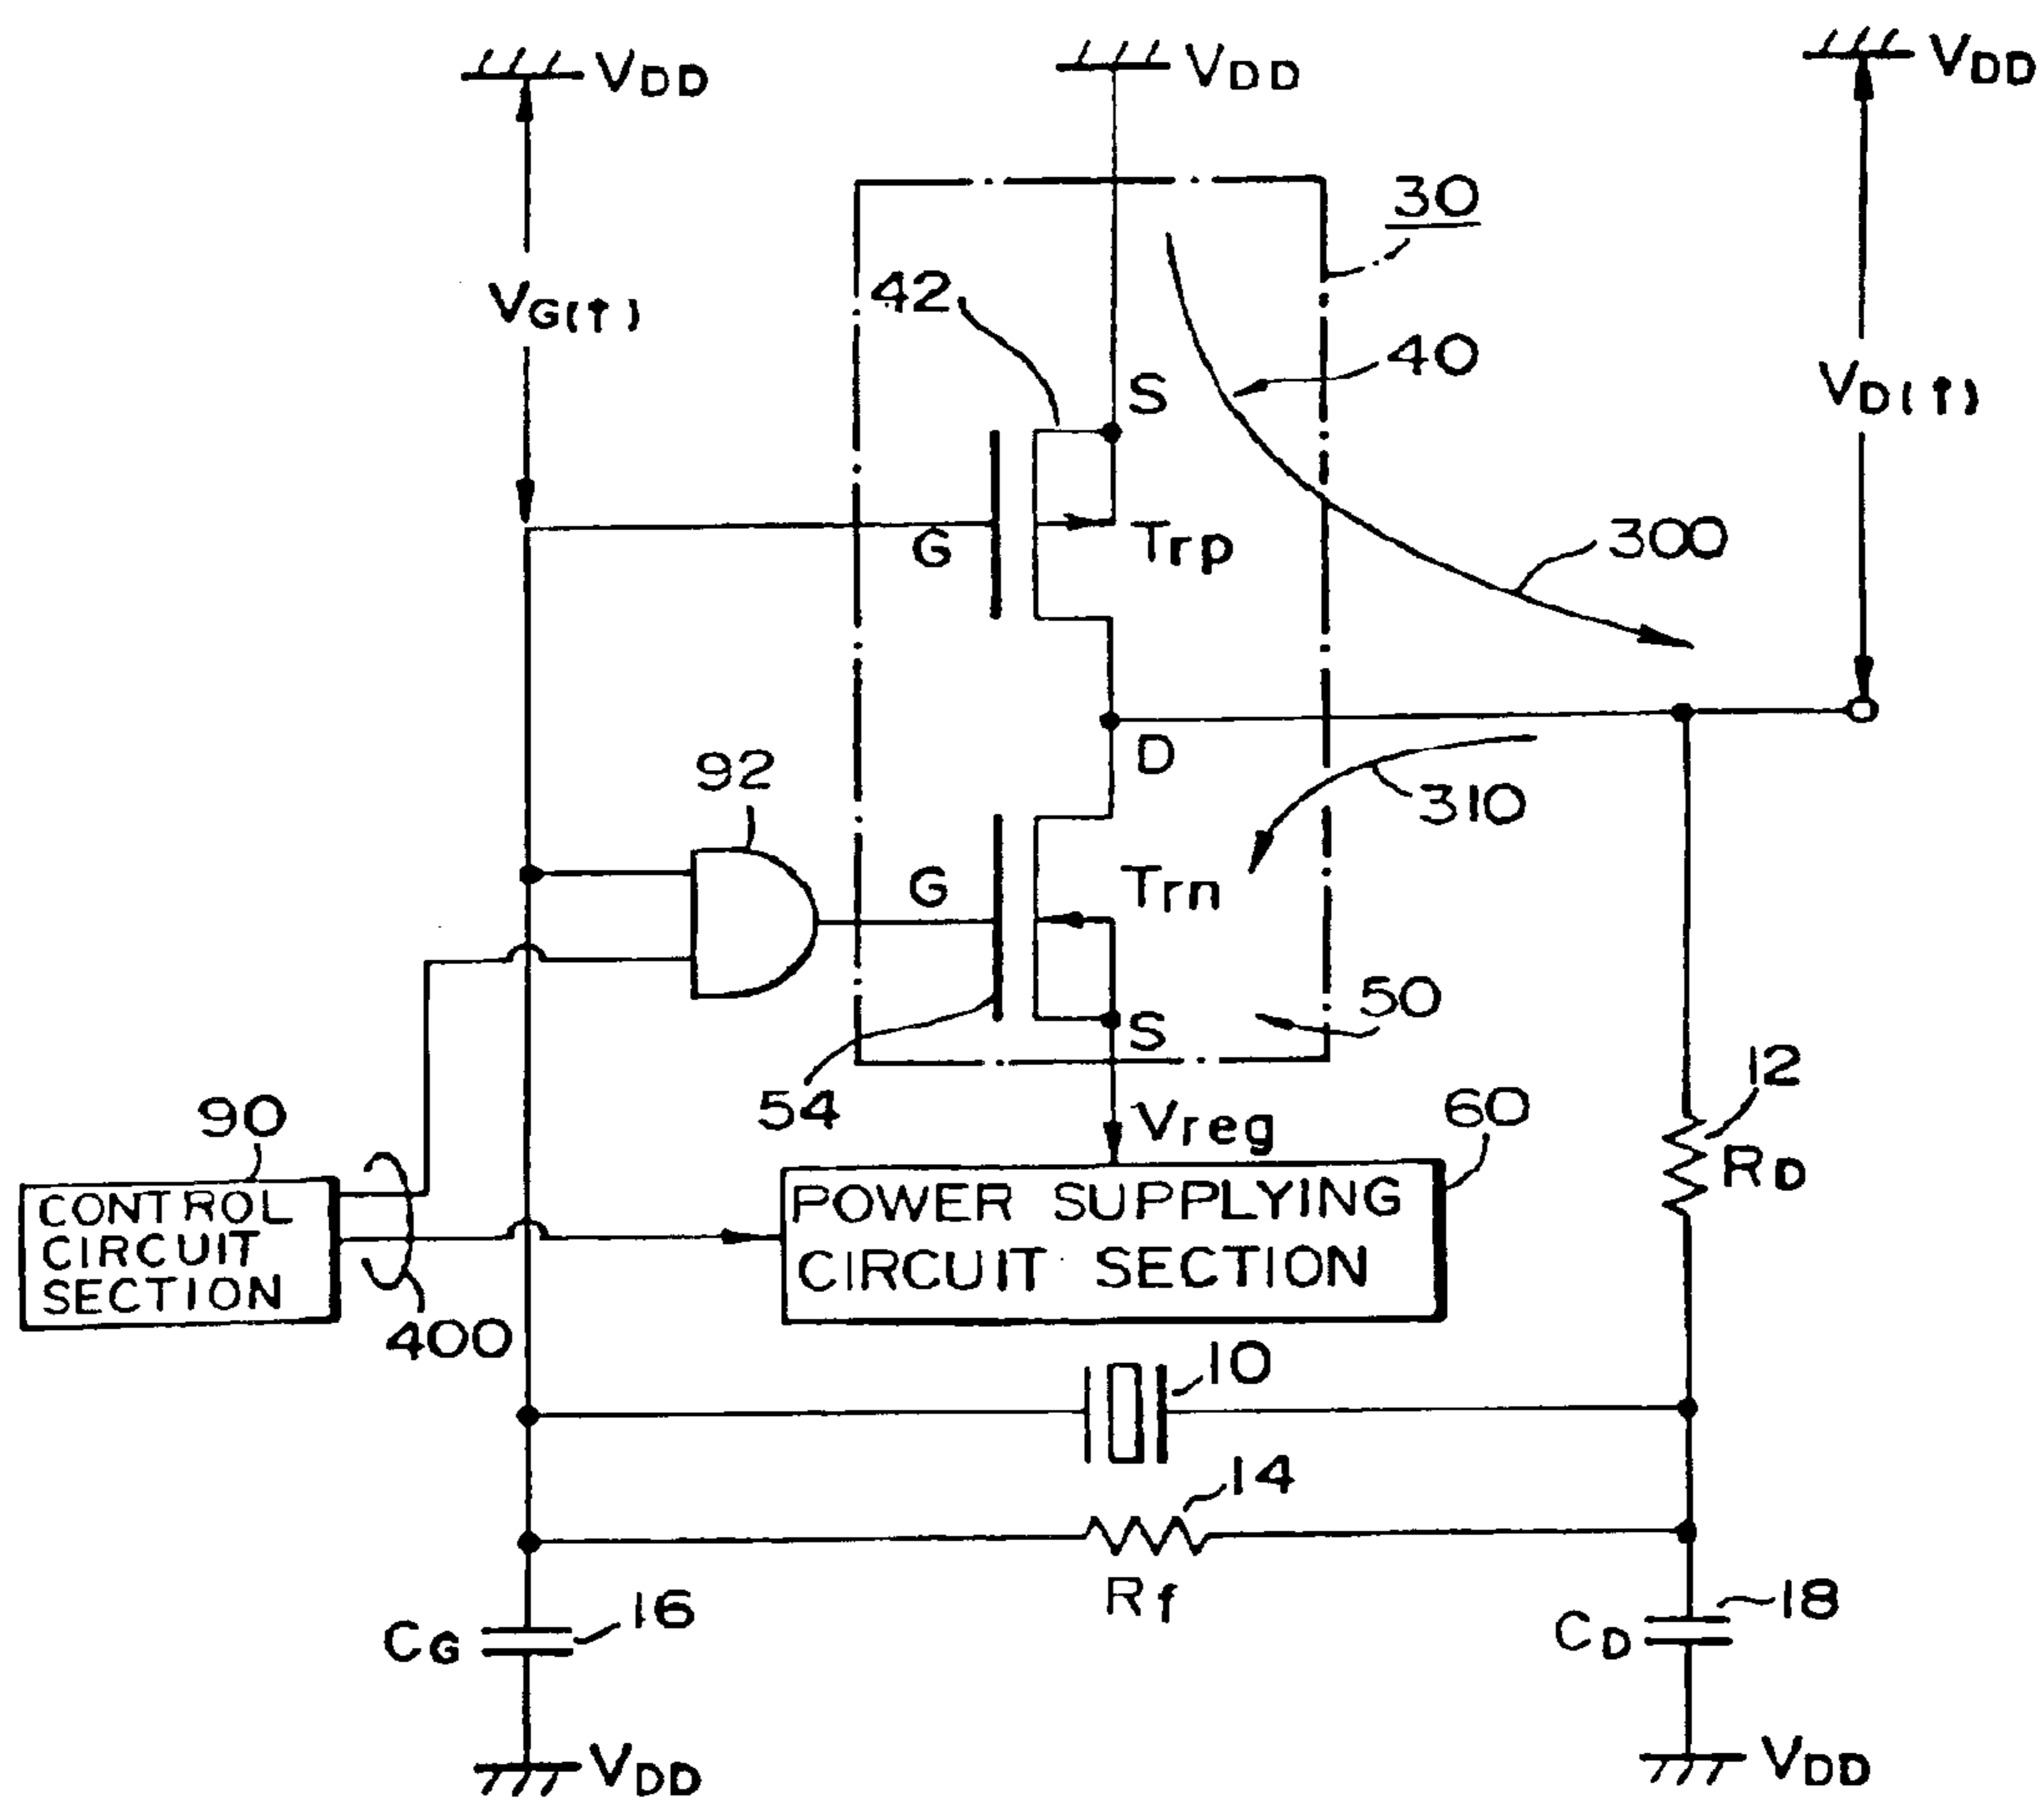 VDD
VDD
VDD
30
42
VG(t)
40
S
VD(t)
G
Trp
300
D
92
310
G
Trn
50
S
54
12
RD
90
Vreg
60
CONTROL
CIRCUIT
SECTION
400
POWER SUPPLYING
CIRCUIT SECTION
10
14
Rf
CG
16
CD
18
VDD
VDD